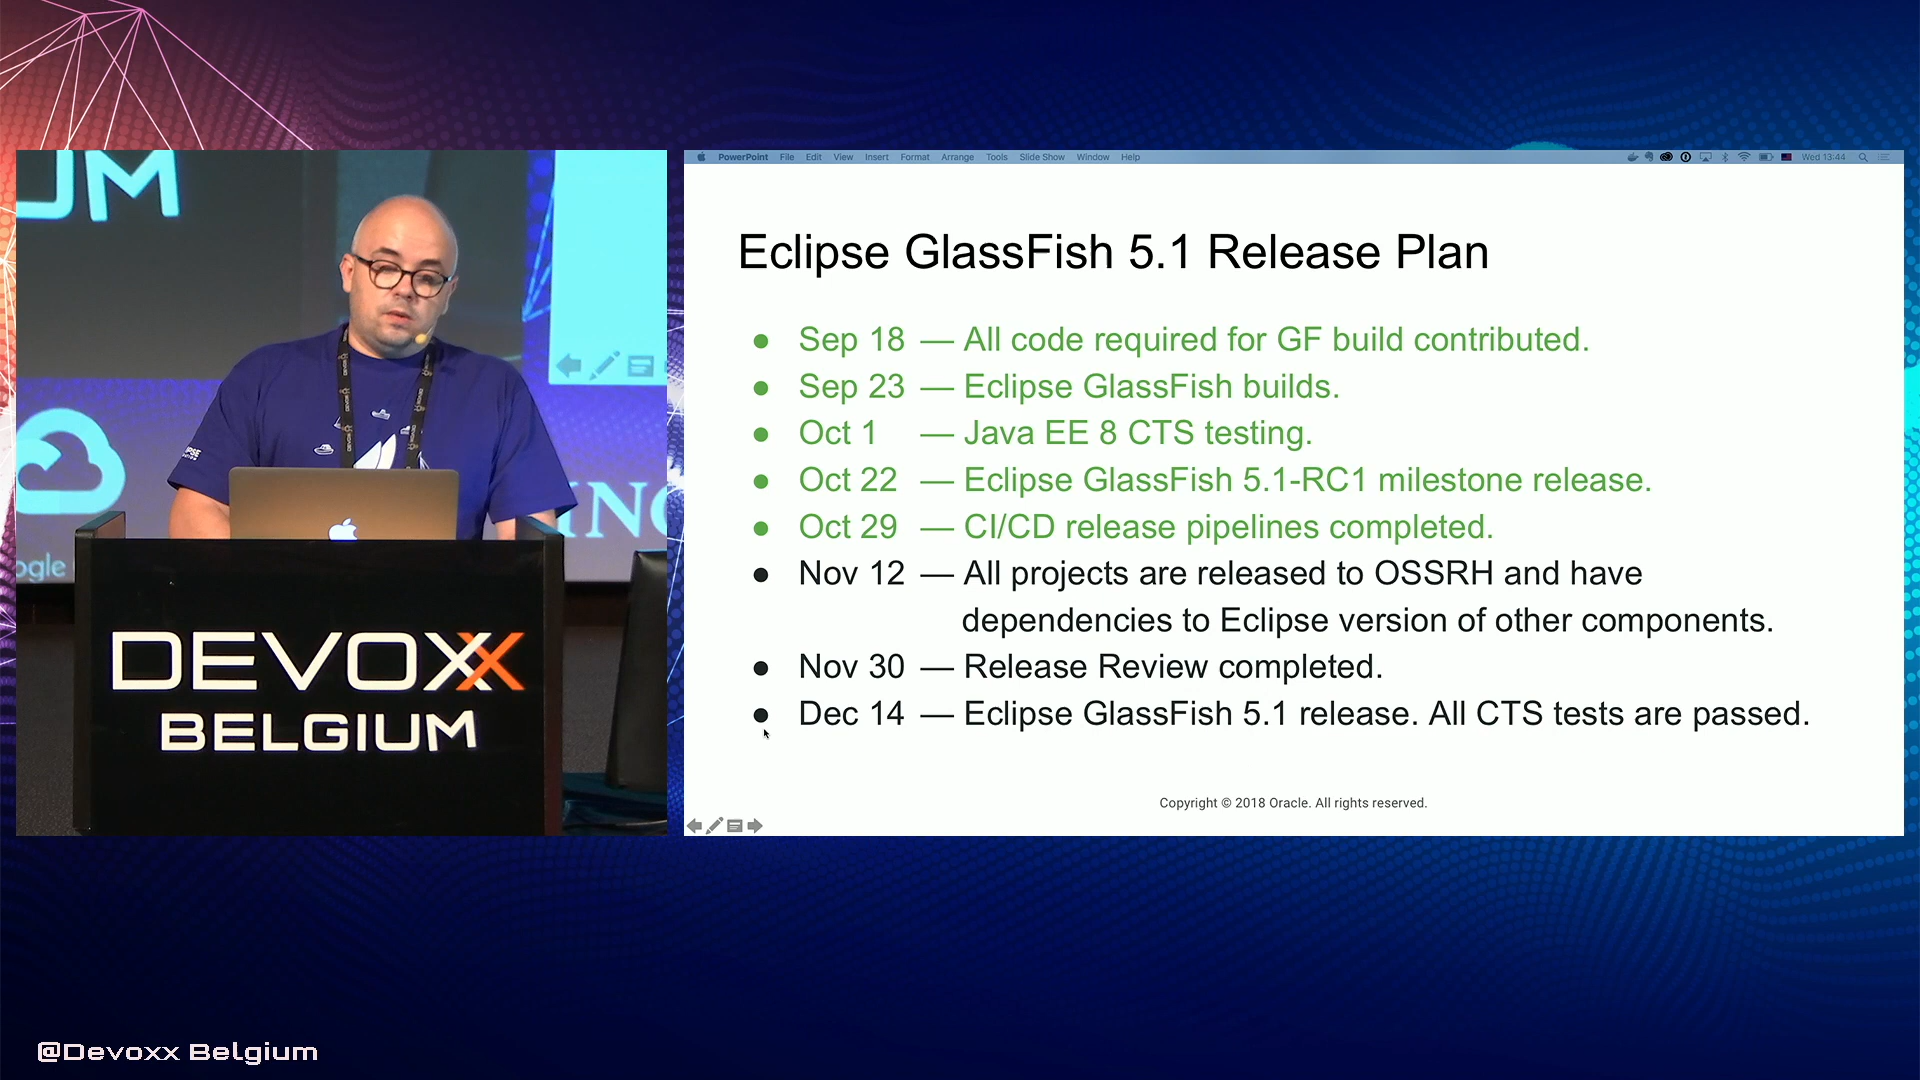 UM
ogle
ING
DEVOXX
BELGIUM
PowerPoint File Edit View Insert Format Arrange Tools Slide Show Window Help
Wed 13:44
Eclipse GlassFish 5.1 Release Plan
● Sep 18 — All code required for GF build contributed.
● Sep 23 — Eclipse GlassFish builds.
● Oct 1 — Java EE 8 CTS testing.
● Oct 22 — Eclipse GlassFish 5.1-RC1 milestone release.
● Oct 29 — CI/CD release pipelines completed.
● Nov 12 — All projects are released to OSSRH and have
dependencies to Eclipse version of other components.
● Nov 30 — Release Review completed.
● Dec 14 — Eclipse GlassFish 5.1 release. All CTS tests are passed.
Copyright © 2018 Oracle. All rights reserved.
@Devoxx Belgium